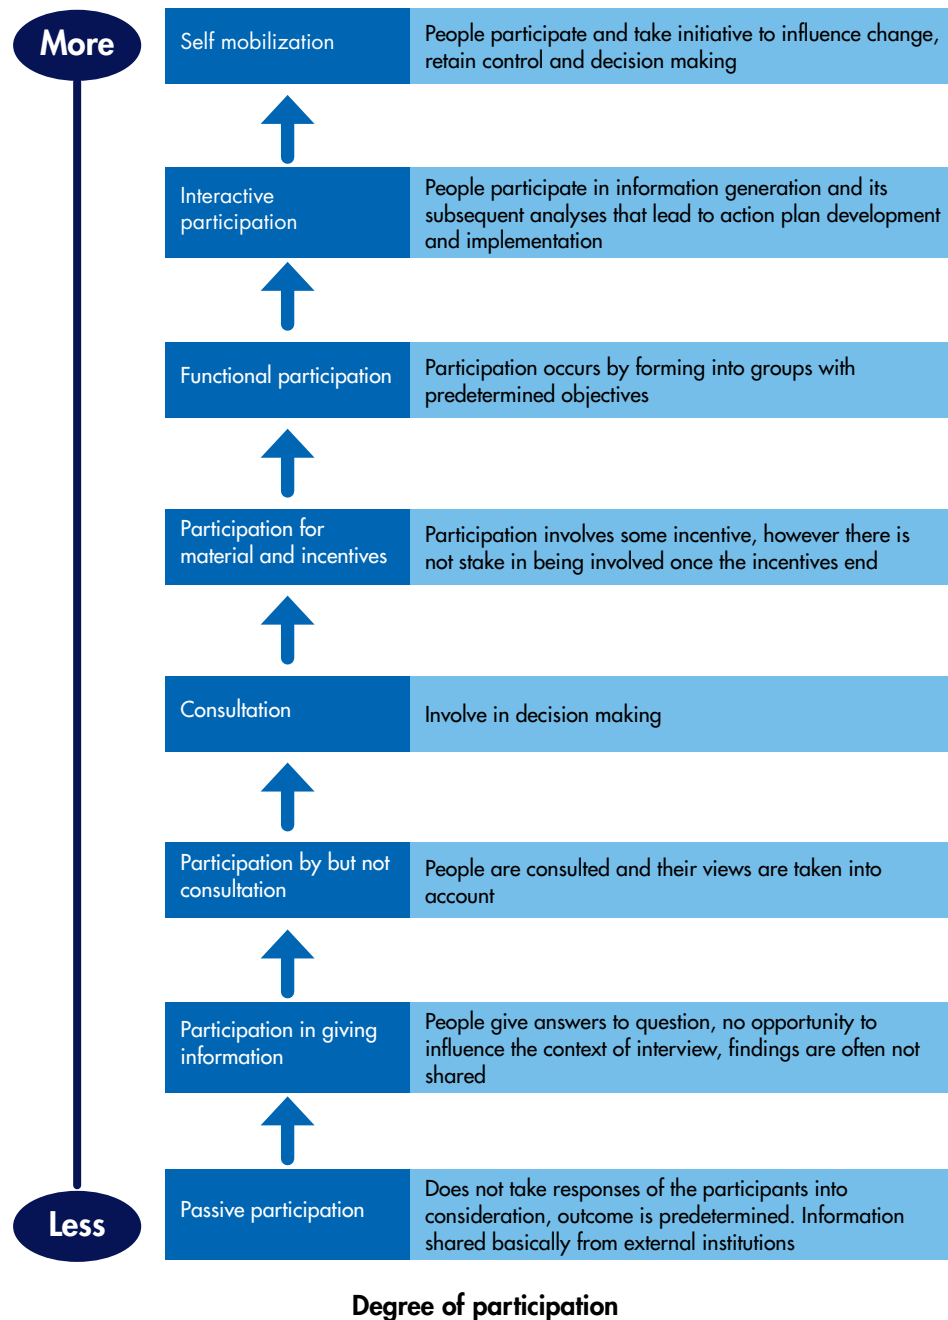 More
Self mobilization
People participate and take initiative to influence change,
retain control and decision making
Interactive
participation
People participate in information generation and its
subsequent analyses that lead to action plan development
and implementation
Functional participation
Participation occurs by forming into groups with
predetermined objectives
Participation for
material and incentives
Participation involves some incentive, however there is
not stake in being involved once the incentives end
Consultation
Involve in decision making
Participation by but not
consultation
People are consulted and their views are taken into
account
Participation in giving
information
People give answers to question, no opportunity to
influence the context of interview, findings are often not
shared
Less
Passive participation
Does not take responses of the participants into
consideration, outcome is predetermined. Information
shared basically from external institutions
Degree of participation